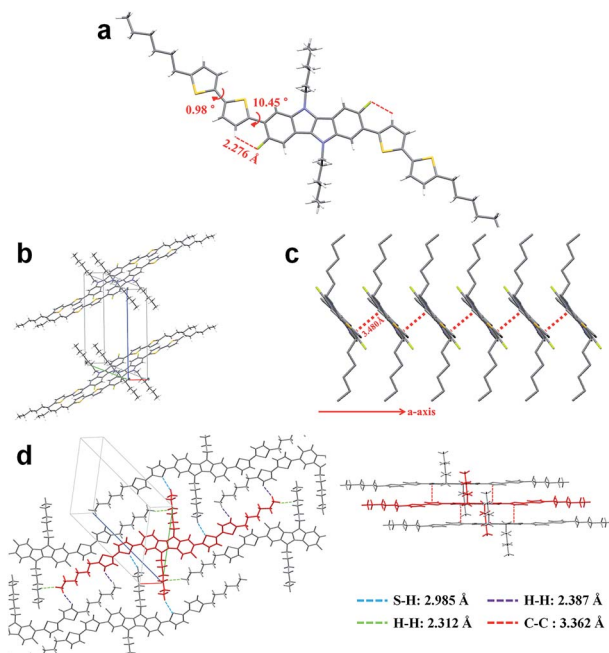 a
0.98 °
10.45 °
2.276 Å
b
c
3.480Å
a-axis
d
S-H: 2.985 Å
H-H: 2.387 Å
H-H: 2.312 Å
C-C : 3.362 Å